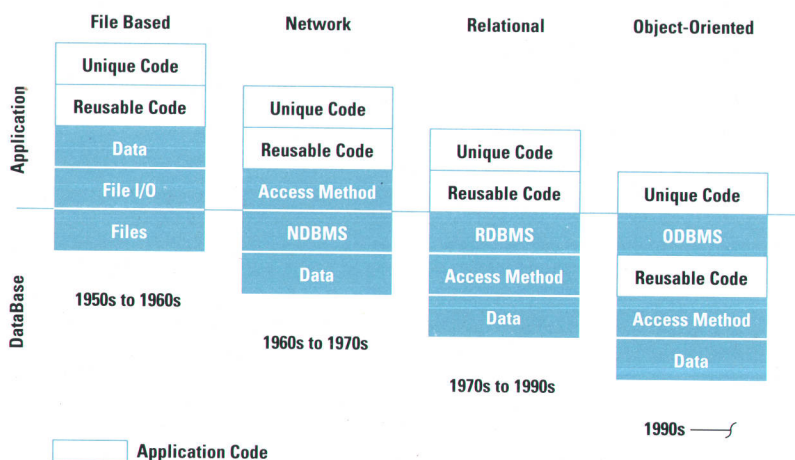 File Based
Network
Relational
Object-Oriented
Application
DataBase
Unique Code
Reusable Code
Data
File I/O
Files
1950s to 1960s
Unique Code
Reusable Code
Access Method
NDBMS
Data
1960s to 1970s
Unique Code
Reusable Code
RDBMS
Access Method
Data
1970s to 1990s
Unique Code
ODBMS
Reusable Code
Access Method
Data
1990s
Application Code